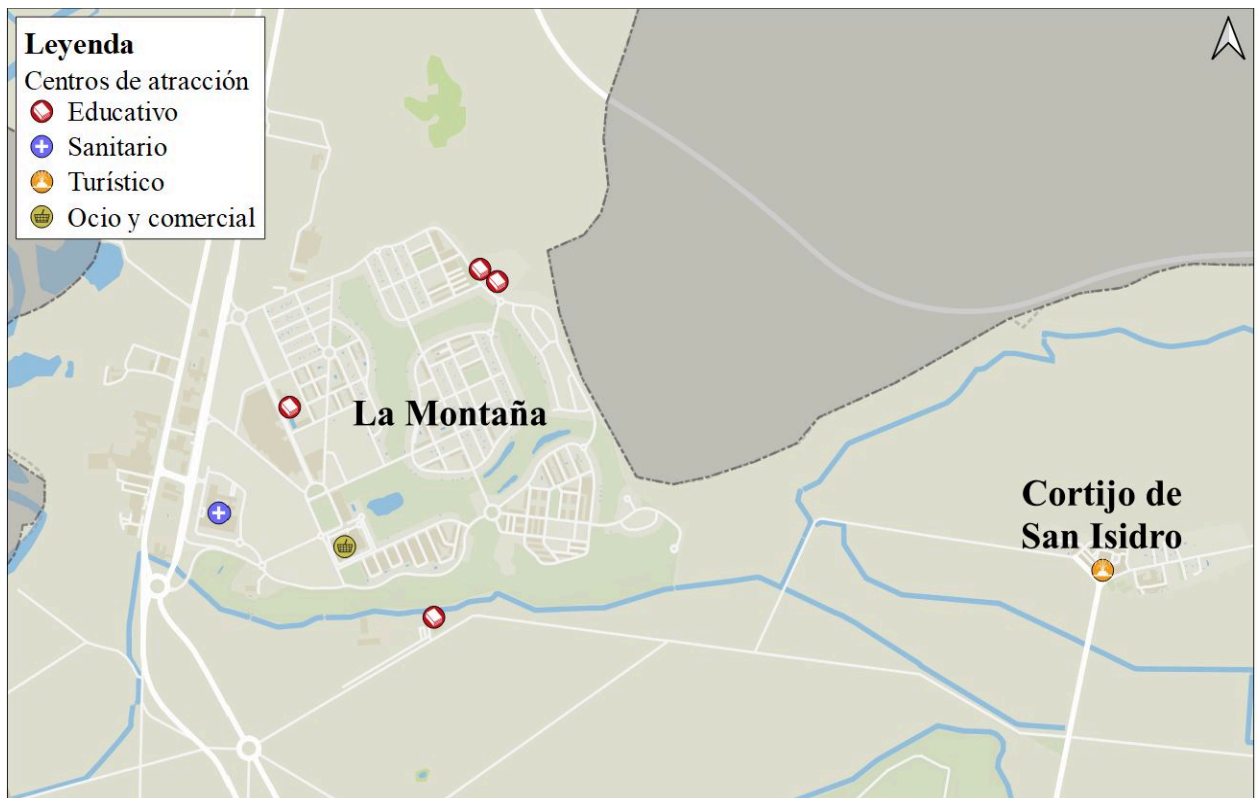 Leyenda
Centros de atracción
Educativo
Sanitario
Turístico
Ocio y comercial
La Montaña
Cortijo de
San Isidro